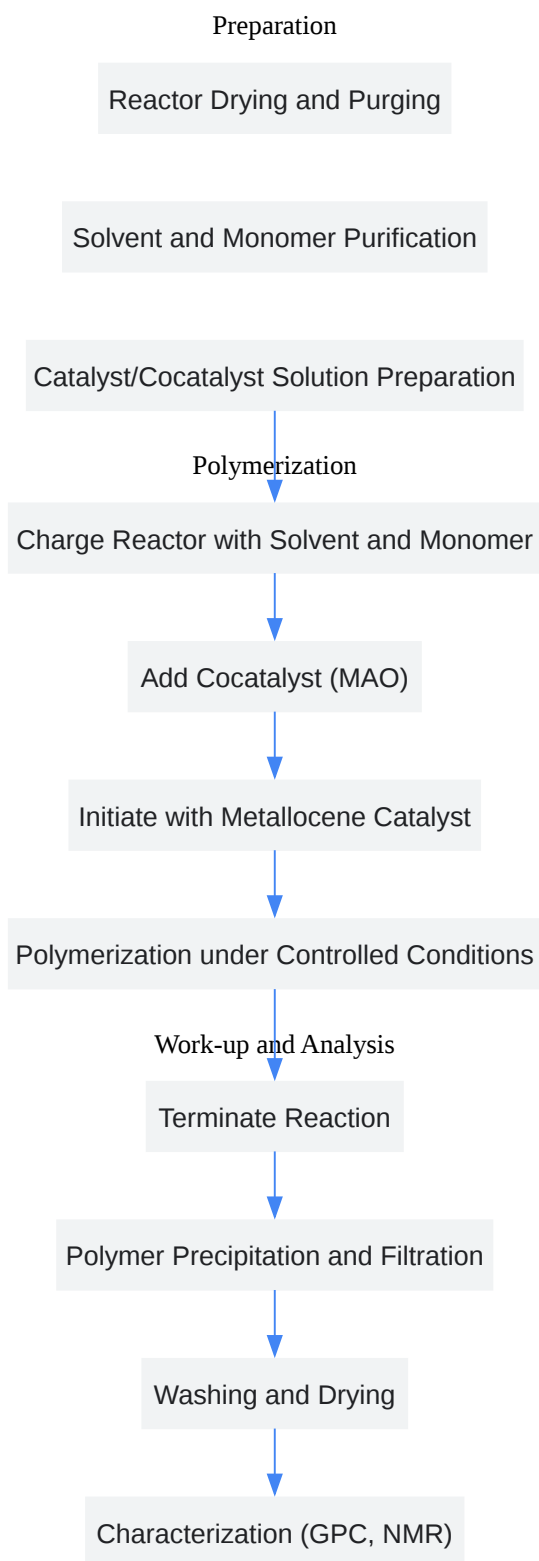 Preparation
Reactor Drying and Purging
Solvent and Monomer Purification
Catalyst/Cocatalyst Solution Preparation
Polymerization
Charge Reactor with Solvent and Monomer
Add Cocatalyst (MAO)
Initiate with Metallocene Catalyst
Polymerization under Controlled Conditions
Work-up and Analysis
Terminate Reaction
Polymer Precipitation and Filtration
Washing and Drying
Characterization (GPC, NMR)